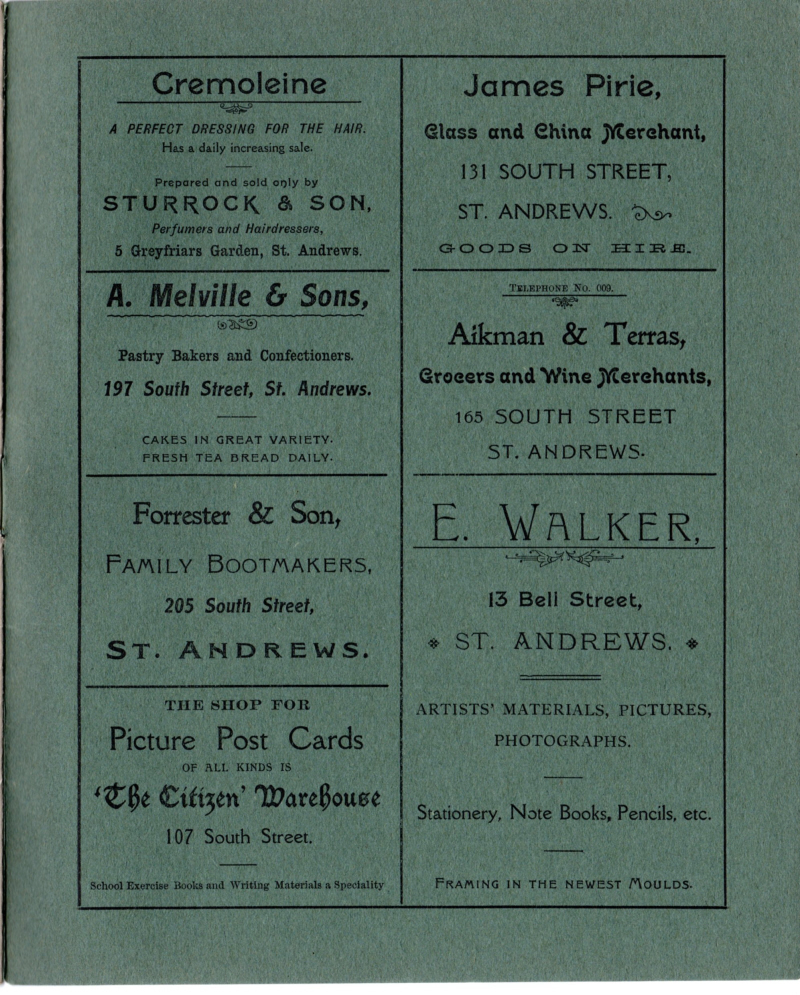 Cremoleine
A PERFECT DRESSING FOR THE HAIR.
Has a daily increasing sale.
Prepared and sold only by
STURROCK & SON,
Perfumers and Hairdressers,
5 Greyfriars Garden, St. Andrews.
A. Melville & Sons,
Pastry Bakers and Confectioners.
197 South Street, St. Andrews.
CAKES IN GREAT VARIETY.
FRESH TEA BREAD DAILY.
Forrester & Son,
FAMILY BOOTMAKERS,
205 South Street,
ST. ANDREWS.
THE SHOP FOR
Picture Post Cards
OF ALL KINDS IS
'The Citizen' Warehouse
107 South Street.
School Exercise Books and Writing Materials a Speciality
James Pirie,
Glass and China Merchant,
131 SOUTH STREET,
ST. ANDREWS.
GOODS ON HIRE.
TELEPHONE No. 009.
Aikman & Terras,
Grocers and Wine Merchants,
165 SOUTH STREET
ST. ANDREWS.
E. WALKER,
13 Bell Street,
ST. ANDREWS.
ARTISTS' MATERIALS, PICTURES,
PHOTOGRAPHS.
Stationery, Note Books, Pencils, etc.
FRAMING IN THE NEWEST MOULDS.